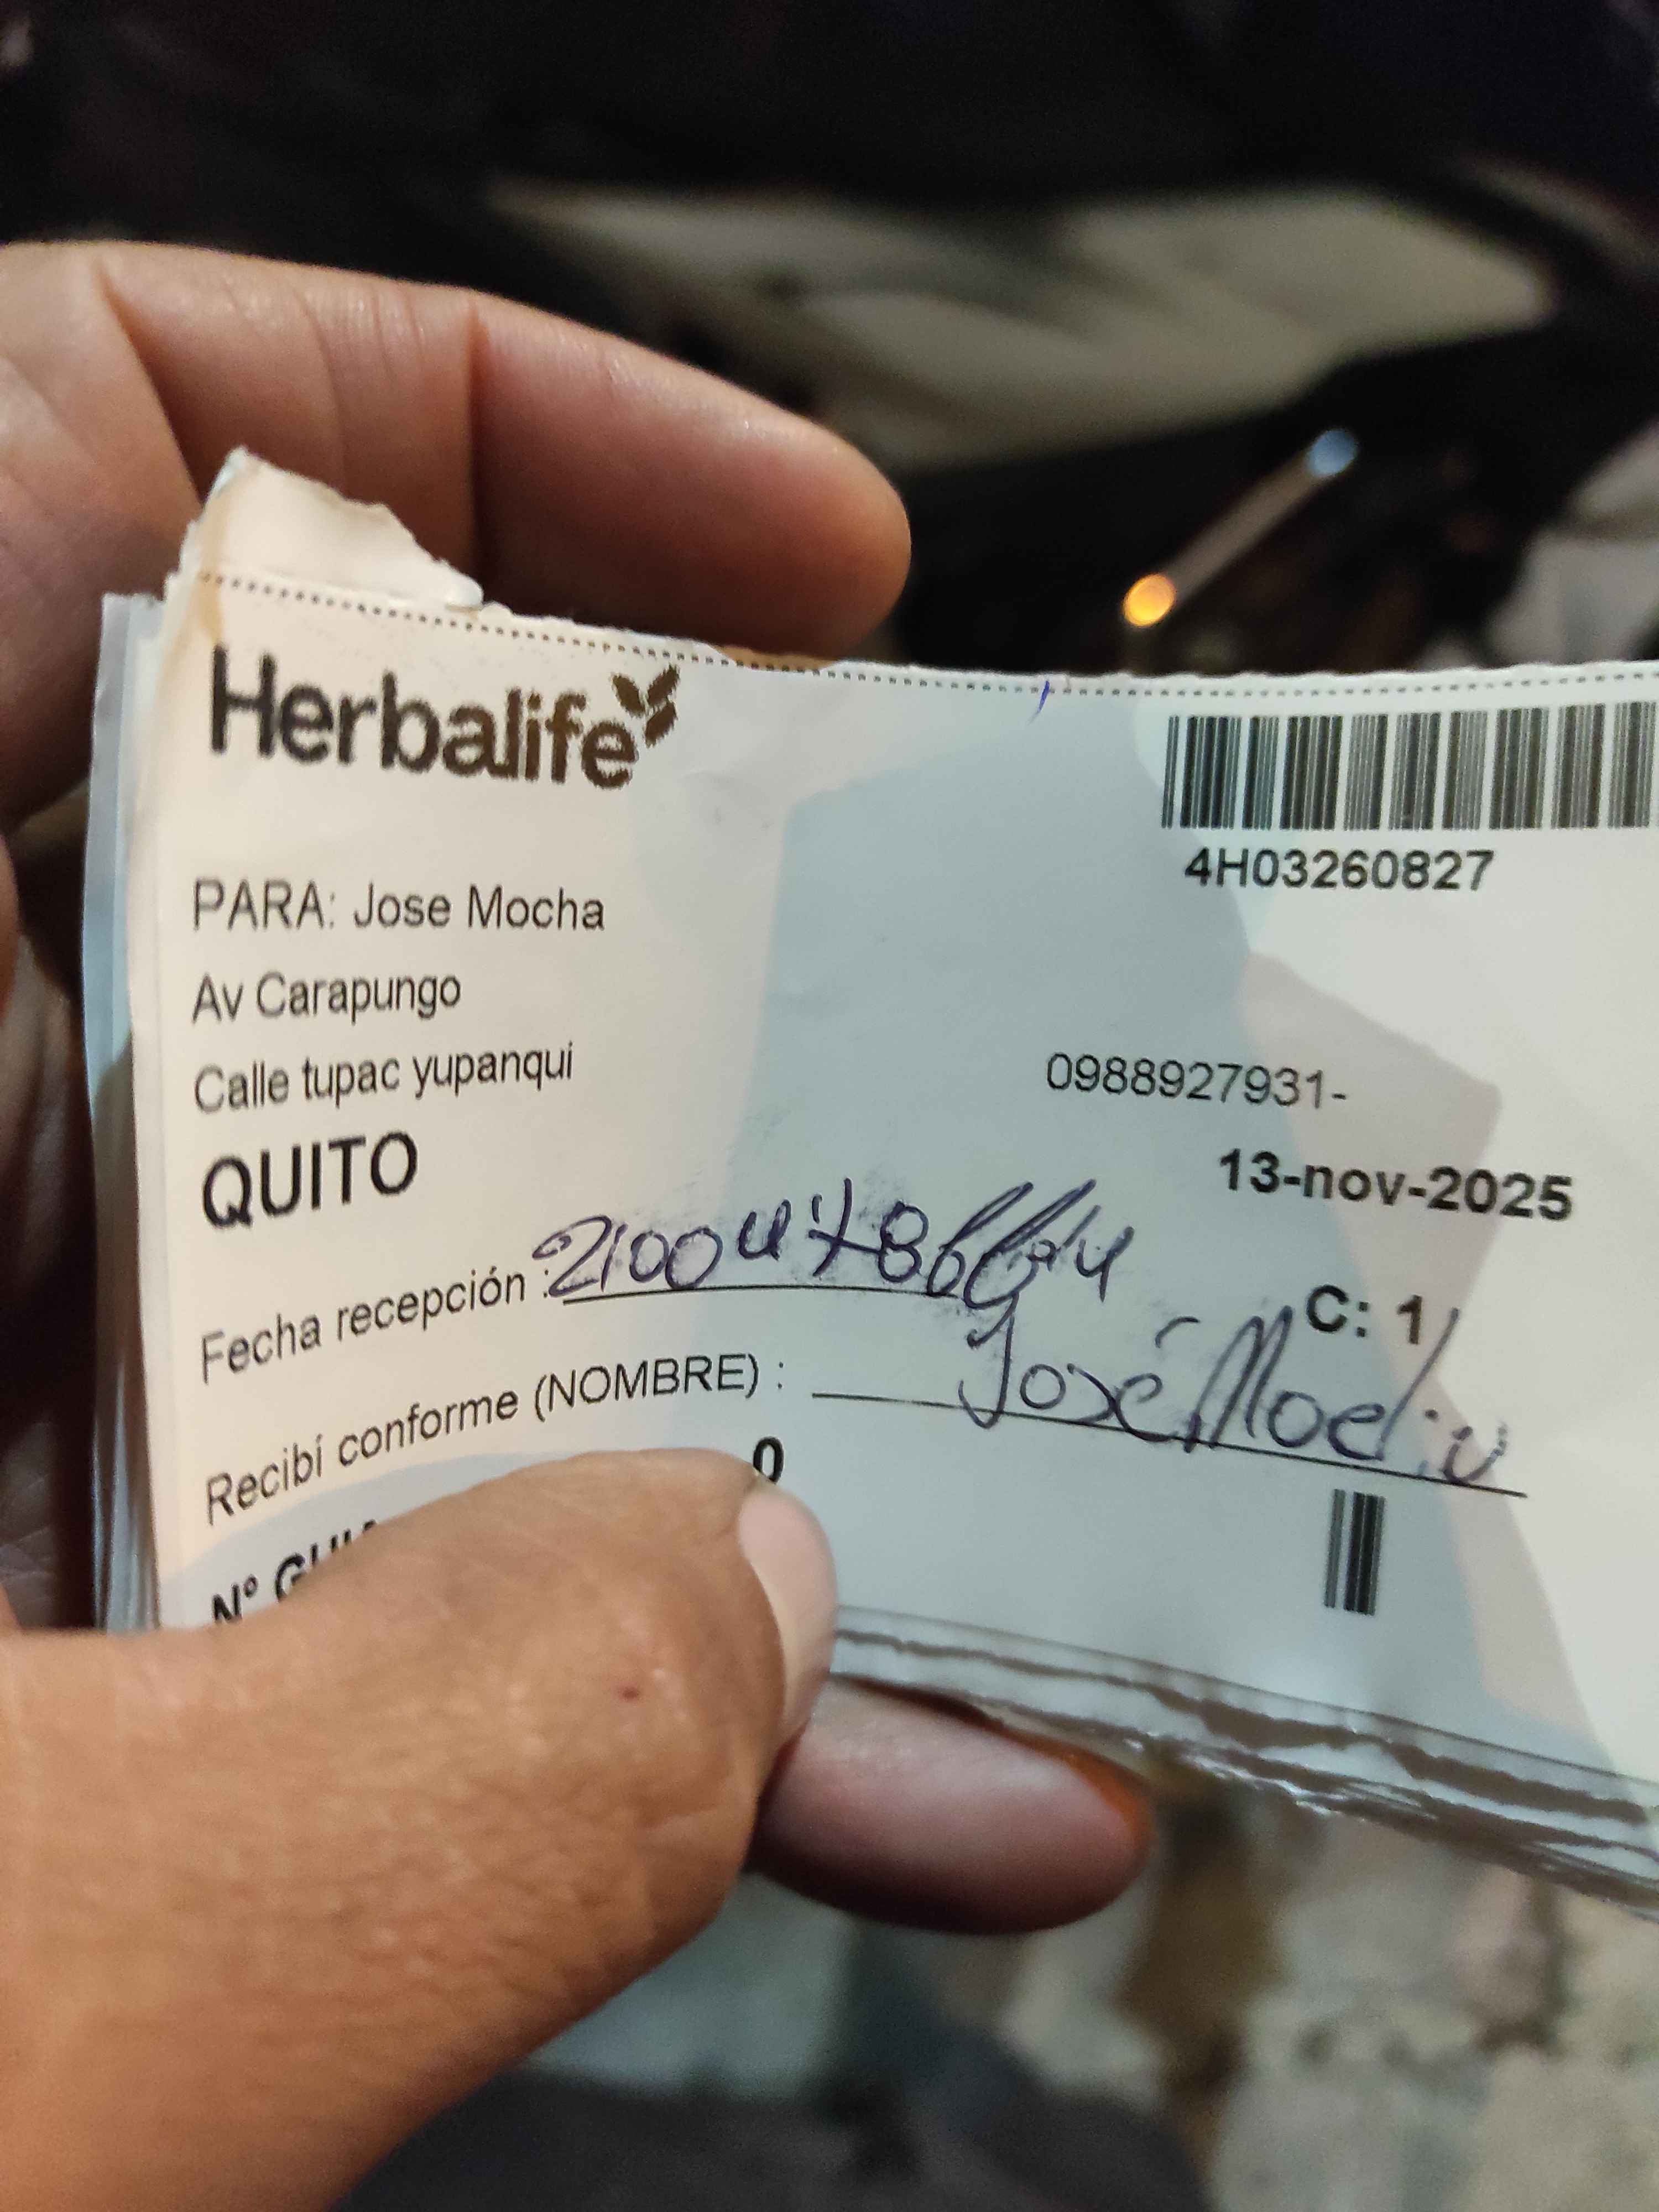 Herbalife
4H03260827
PARA: Jose Mocha
Av Carapungo
Calle tupac yupanqui
0988927931-
QUITO
13-nov-2025
Fecha recepción :
C: 1
Recibí conforme (NOMBRE) : José
0
N°